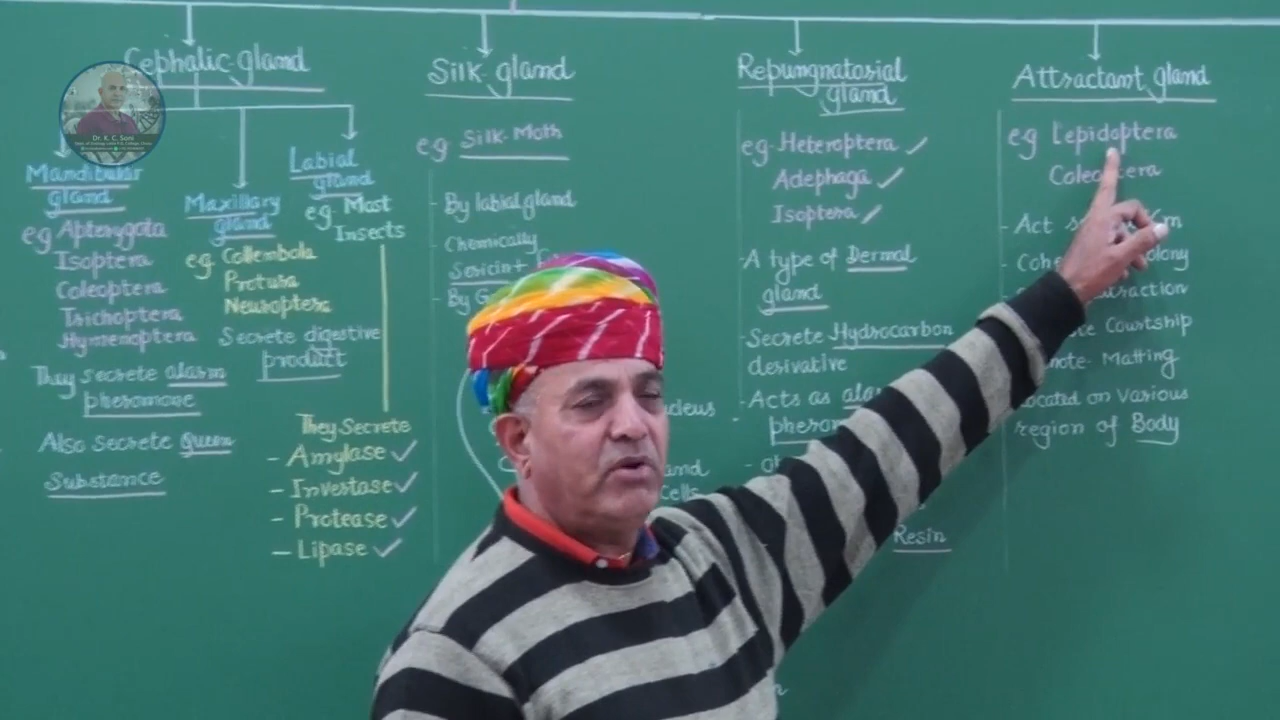 Cephalic gland
Mandibular
gland
eg Apterygota
Isoptera
Coleoptera
Trichoptera
Hymenoptera
They secrete alarm
pheromone
Also secrete Queen
Substance
Maxillary
gland
eg. Collembola
Protura
Neuroptera
Secrete digestive
product
Labial
gland
eg. Most
Insects
They Secrete
- Amylase ✓
- Invertase ✓
- Protease ✓
- Lipase ✓
Silk gland
eg Silk-Moth
- By labial gland
- Chemically
Sericin +
- By
Repungnatorial
gland
eg- Heteroptera ✓
Adephaga ✓
Isoptera ✓
- A type of Dermal
gland
- Secrete Hydrocarbon
derivative
- Acts as
Resin
Attractant gland
eg Lepidoptera
- Act
Courtship
Matting
Located on Various
region of Body
Dr. K. C. Soni